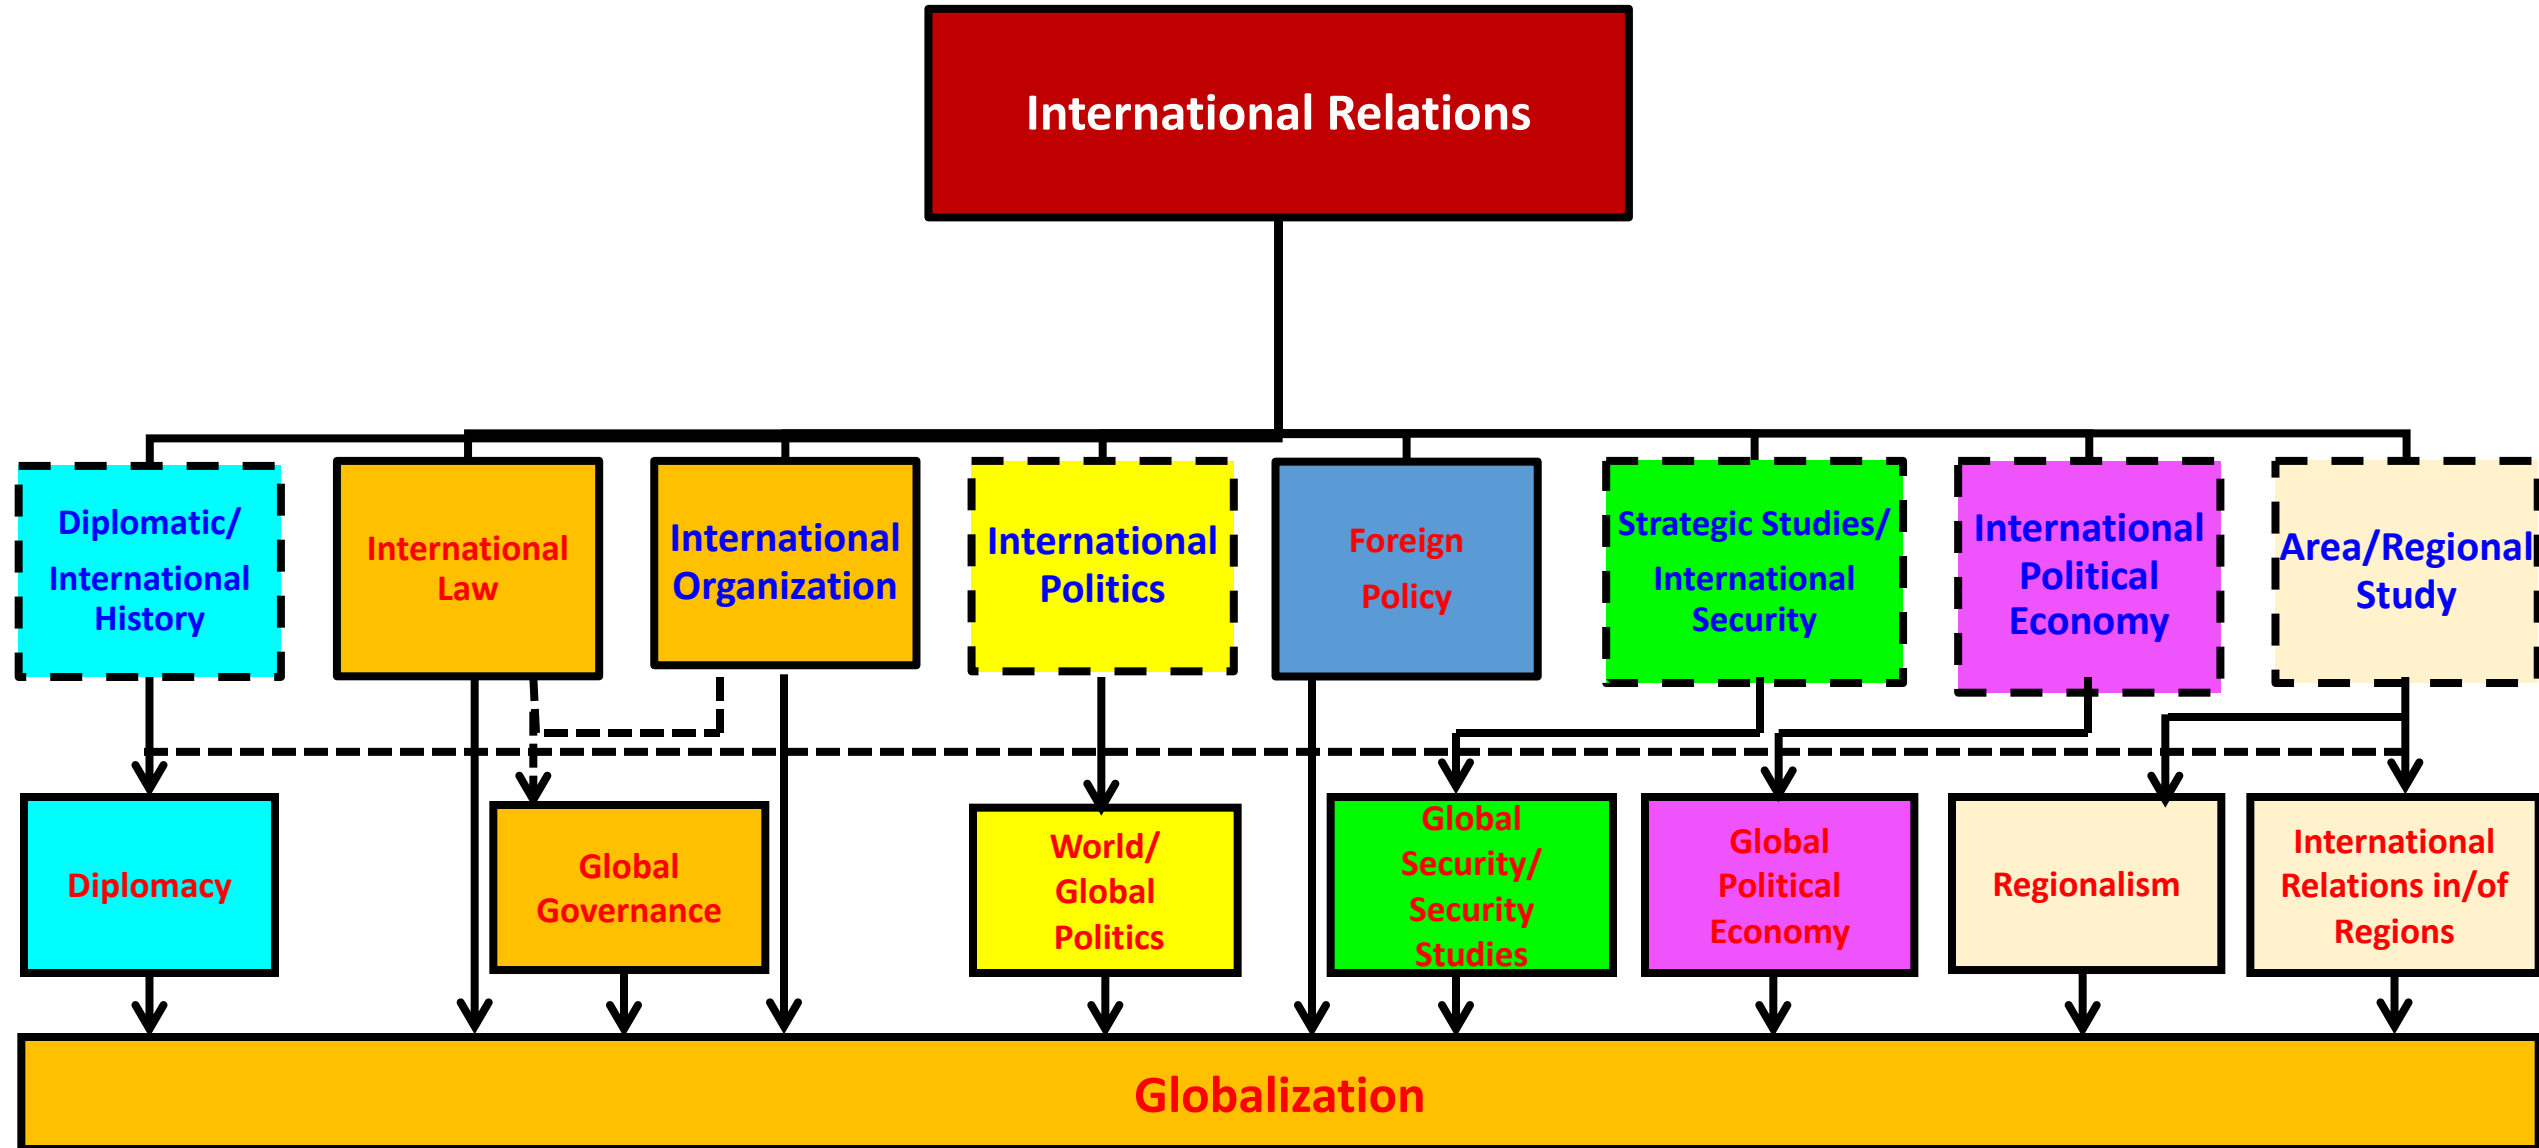 International Relations
Diplomatic/
International
History
International
Law
International
Organization
International
Politics
Foreign
Policy
Strategic Studies/
International
Security
International
Political
Economy
Area/Regional
Study
Diplomacy
Global
Governance
World/
Global
Politics
Global
Security/
Security
Studies
Global
Political
Economy
Regionalism
International
Relations in/of
Regions
Globalization